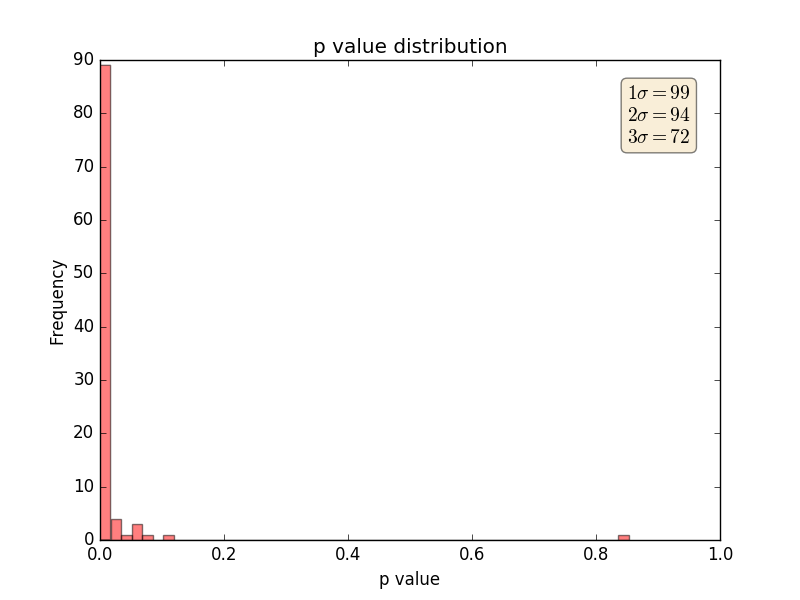 p value distribution
1σ = 99
2σ = 94
3σ = 72
90
80
70
60
50
40
30
20
10
0
Frequency
0.0 0.2 0.4 0.6 0.8 1.0
p value